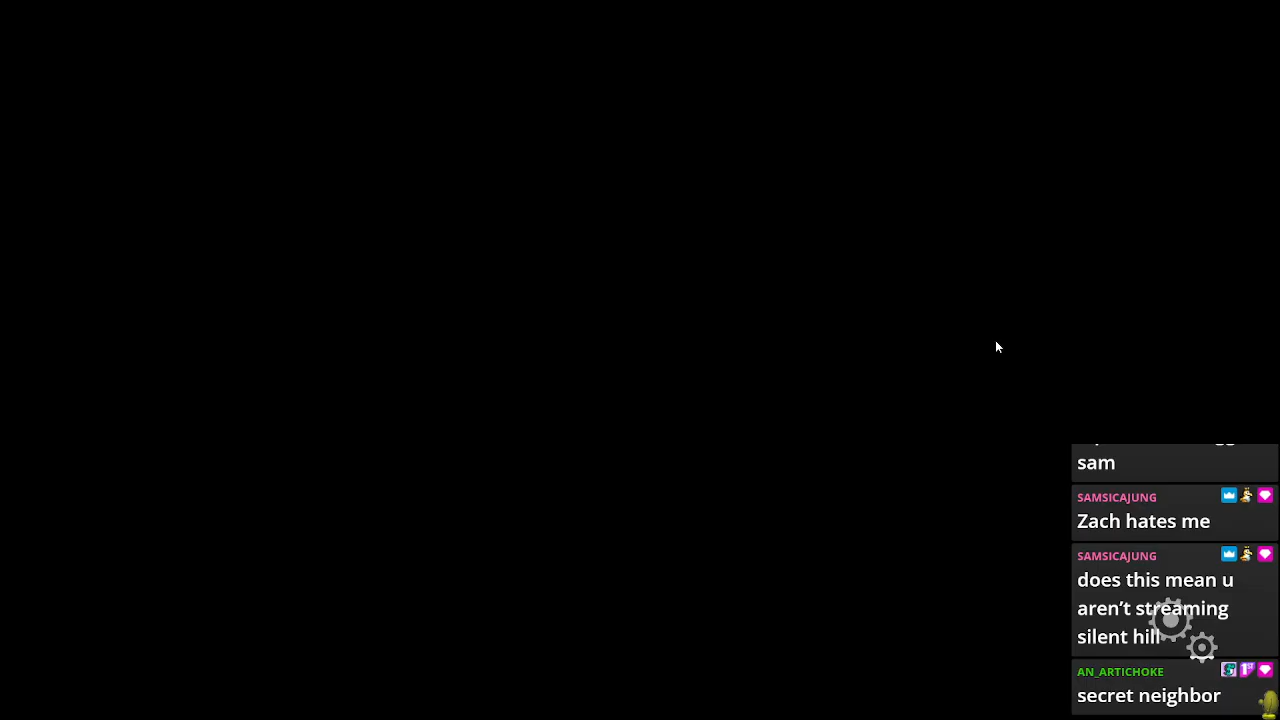 sam
SAMSICAJUNG
Zach hates me
SAMSICAJUNG
does this mean u
aren’t streaming
silent hill
AN_ARTICHOKE
secret neighbor